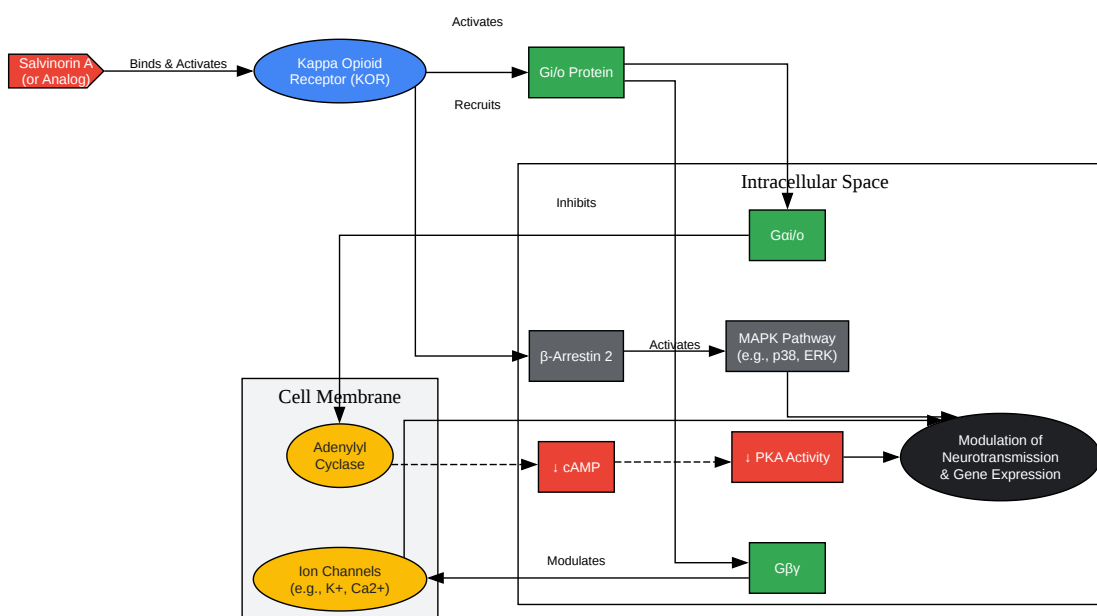 Activates
Salvinorin A
(or Analog)
Binds & Activates
Kappa Opioid
Receptor (KOR)
Gi/o Protein
Recruits
Intracellular Space
Inhibits
Gαi/o
β-Arrestin 2
Activates
MAPK Pathway
(e.g., p38, ERK)
Cell Membrane
Adenylyl
Cyclase
↓ cAMP
↓ PKA Activity
Modulation of
Neurotransmission
& Gene Expression
Ion Channels
(e.g., K+, Ca2+)
Modulates
Gβγ